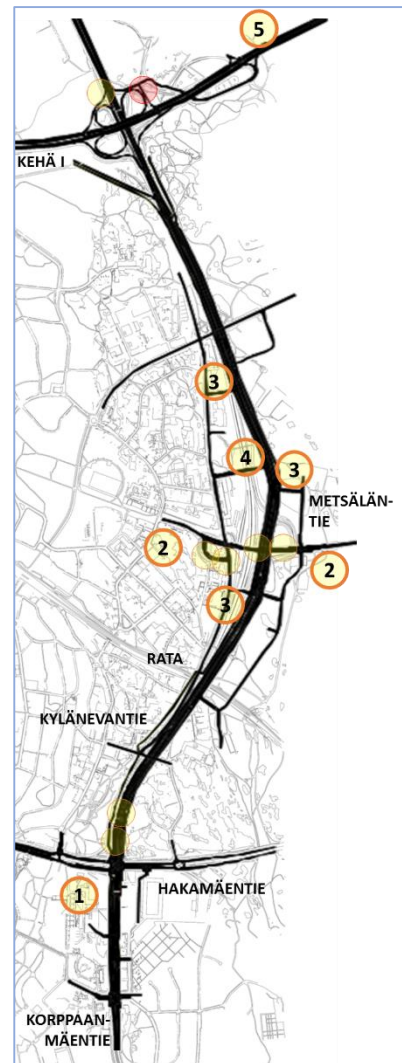 5
KEHÄ I
3
4
3
METSÄLÄN-
TIE
2
2
3
RATA
KYLÄNEVANTIE
1
HAKAMÄENTIE
KORPPAAN-
MÄENTIE